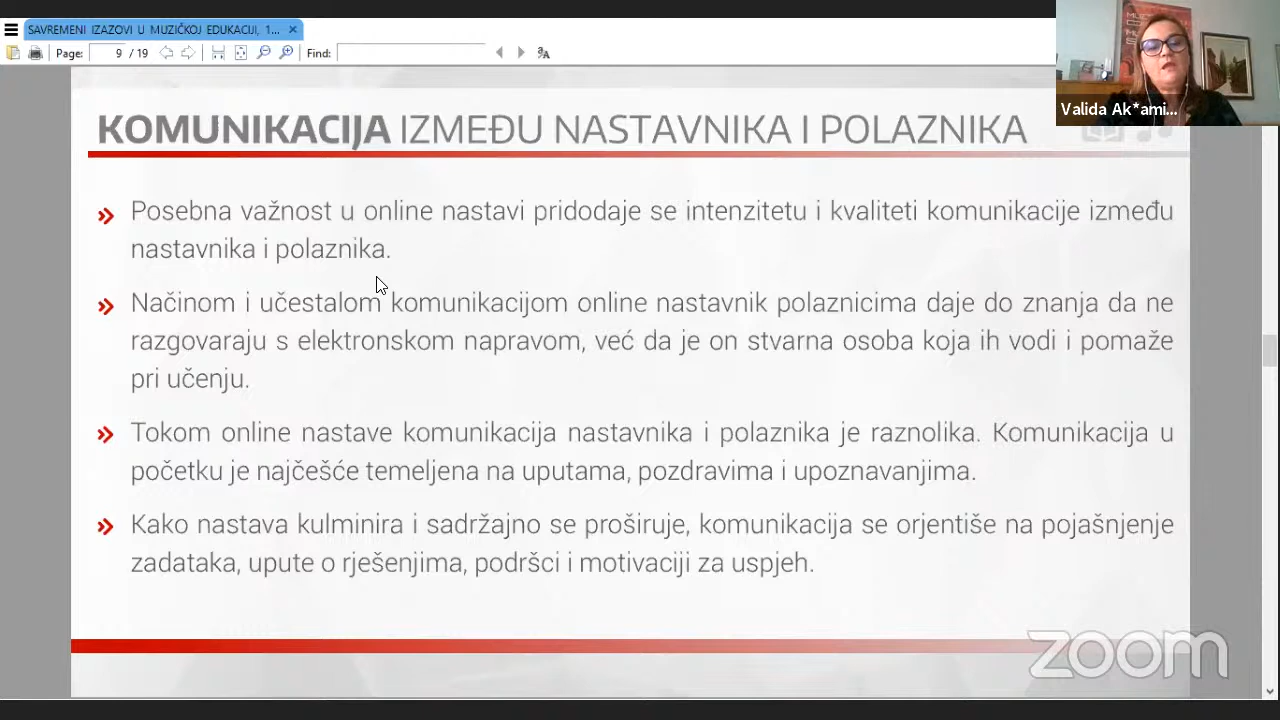 SAVREMENI IZAZOVI U MUZIČKOJ EDUKACIJI, 1...
Page: 9 / 19 Find:
Valida Ak*ami...
KOMUNIKACIJA IZMEĐU NASTAVNIKA I POLAZNIKA
Posebna važnost u online nastavi pridodaje se intenzitetu i kvaliteti komunikacije između
nastavnika i polaznika.
Načinom i učestalom komunikacijom online nastavnik polaznicima daje do znanja da ne
razgovaraju s elektronskom napravom, već da je on stvarna osoba koja ih vodi i pomaže
pri učenju.
Tokom online nastave komunikacija nastavnika i polaznika je raznolika. Komunikacija u
početku je najčešće temeljena na uputama, pozdravima i upoznavanjima.
Kako nastava kulminira i sadržajno se proširuje, komunikacija se orjentiše na pojašnjenje
zadataka, upute o rješenjima, podršci i motivaciji za uspjeh.
zoom